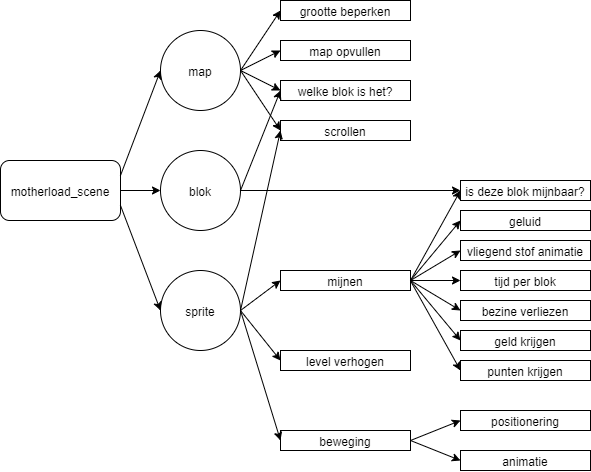 grootte beperken
map
map opvullen
welke blok is het?
scrollen
motherload_scene
blok
is deze blok mijnbaar?
geluid
vliegend stof animatie
sprite
mijnen
tijd per blok
bezine verliezen
geld krijgen
level verhogen
punten krijgen
beweging
positionering
animatie